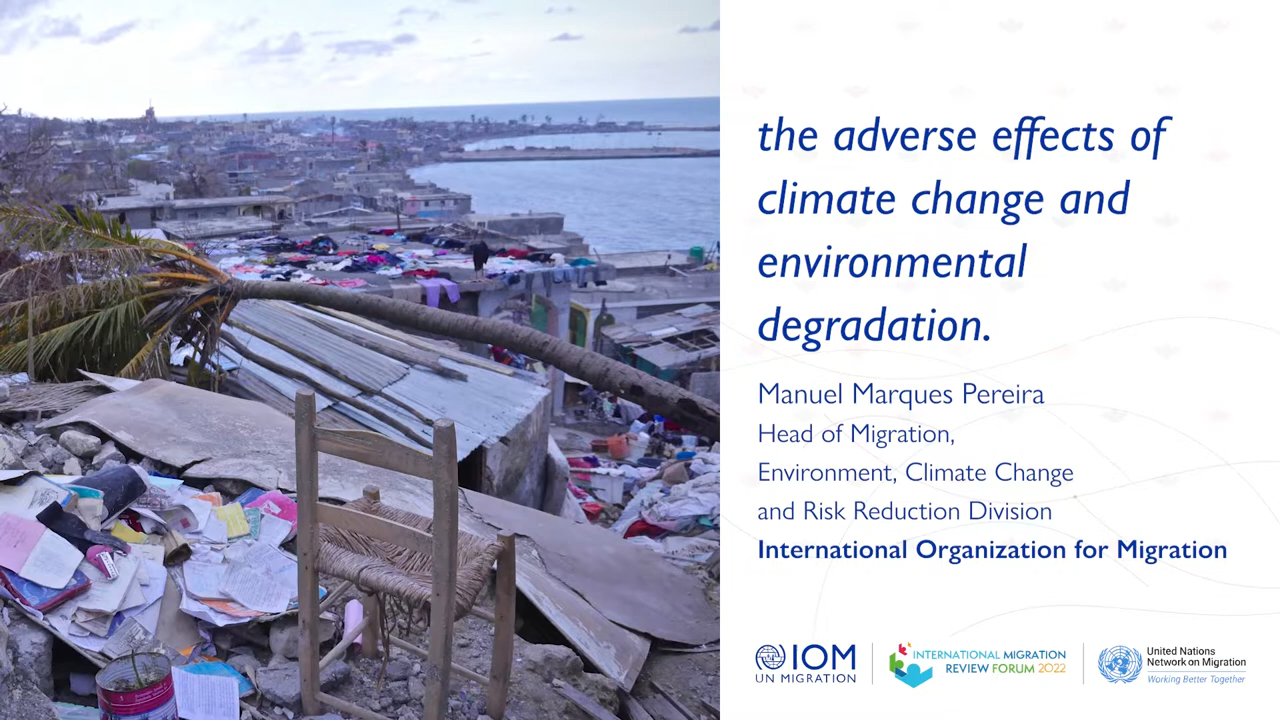 the adverse effects of
climate change and
environmental
degradation.
Manuel Marques Pereira
Head of Migration,
Environment, Climate Change
and Risk Reduction Division
International Organization for Migration
IOM
UN MIGRATION
INTERNATIONAL MIGRATION
REVIEW FORUM 2022
United Nations
Network on Migration
Working Better Together